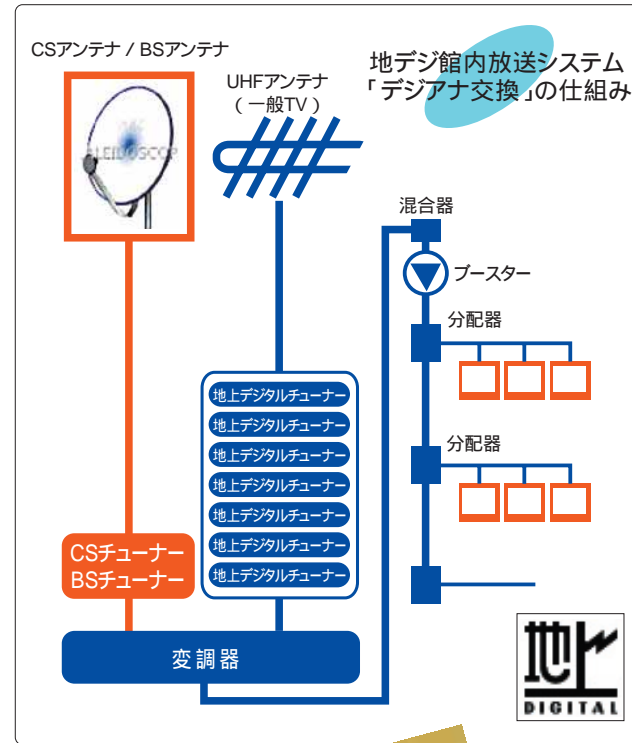 CSアンテナ / BSアンテナ
地デジ館内放送システム
「デジアナ交換」の仕組み
UHFアンテナ
(一般TV)
混合器
ブースター
分配器
地上デジタルチューナー
地上デジタルチューナー
地上デジタルチューナー
分配器
地上デジタルチューナー
地上デジタルチューナー
地上デジタルチューナー
地上デジタルチューナー
CSチューナー
BSチューナー
変調器
地上
DIGITAL